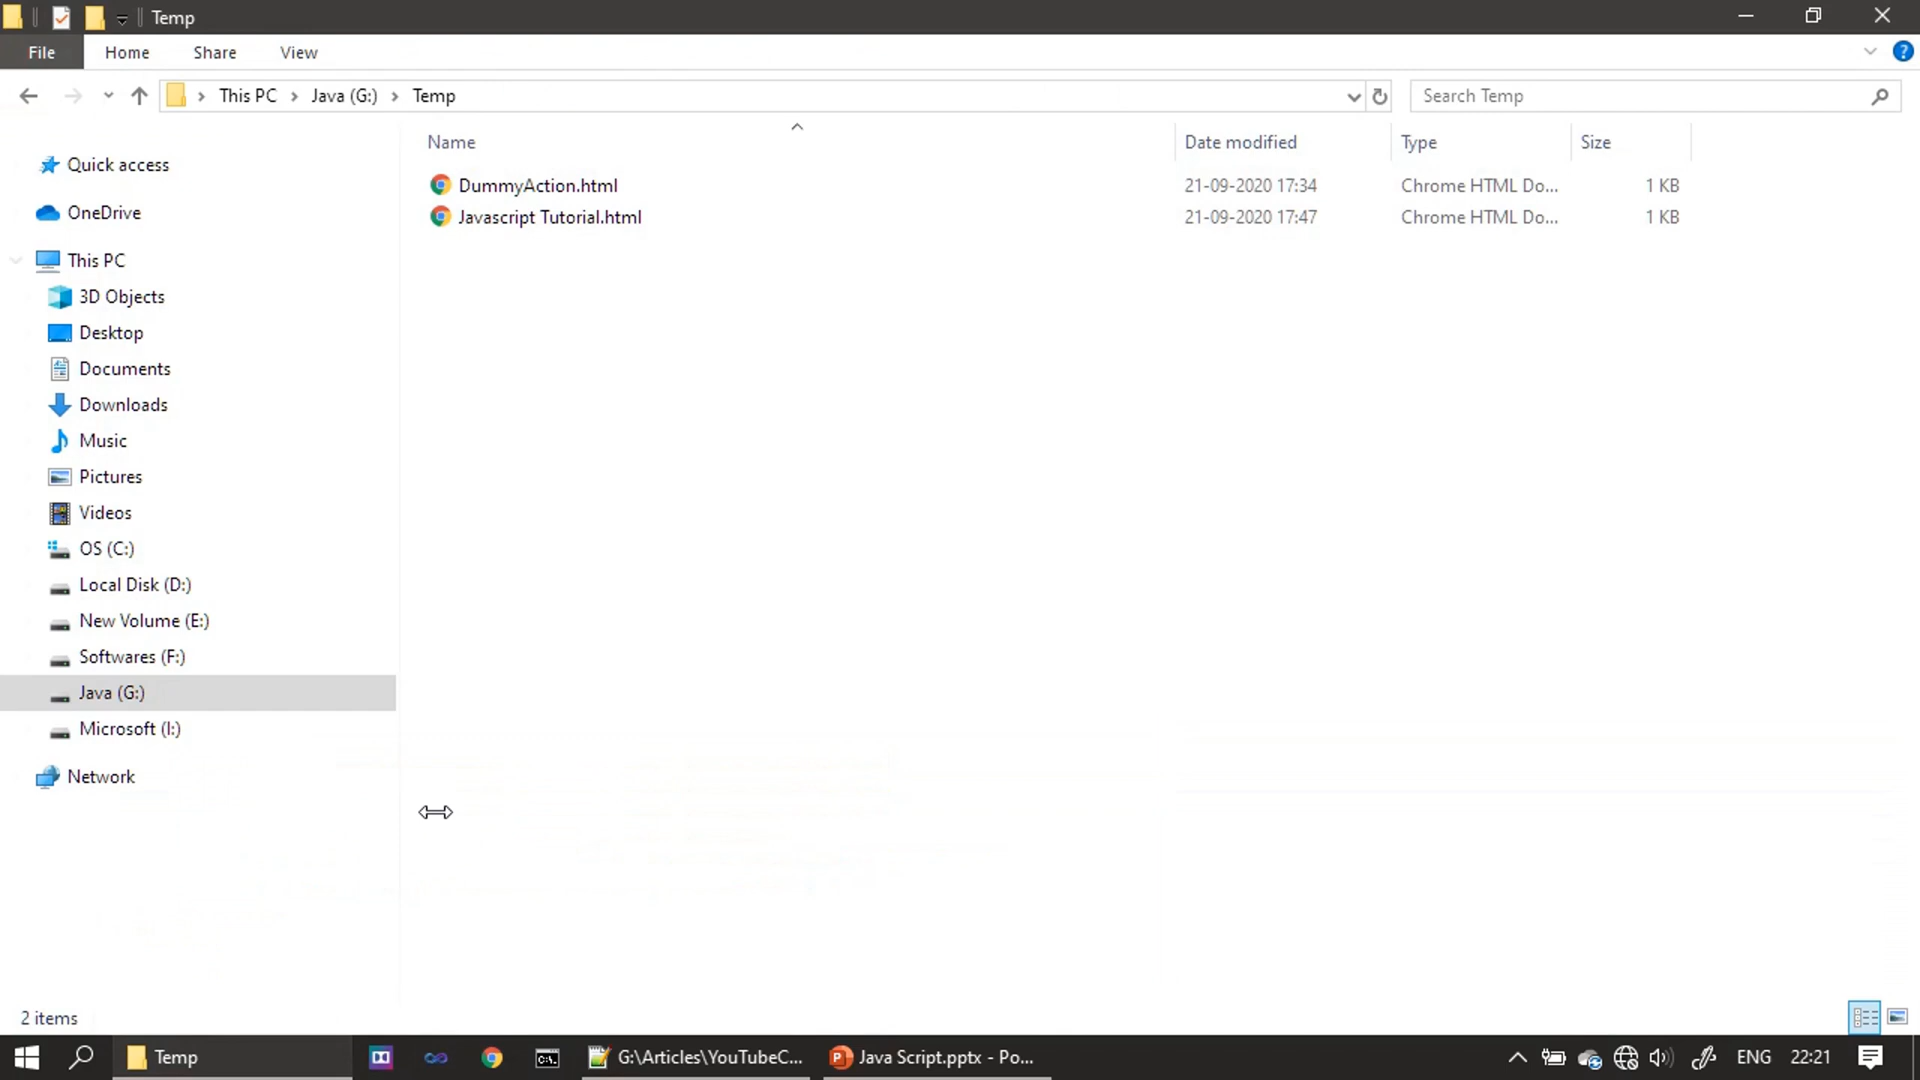 Temp
File Home Share View
This PC Java (G:) Temp Search Temp
Name Date modified Type Size
DummyAction.html 21-09-2020 17:34 Chrome HTML Do... 1 KB
Javascript Tutorial.html 21-09-2020 17:47 Chrome HTML Do... 1 KB
Quick access
OneDrive
This PC
3D Objects
Desktop
Documents
Downloads
Music
Pictures
Videos
OS (C:)
Local Disk (D:)
New Volume (E:)
Softwares (F:)
Java (G:)
Microsoft (I:)
Network
2 items
Temp G:\Articles\YouTubeC... Java Script.pptx - Po... ENG 22:21